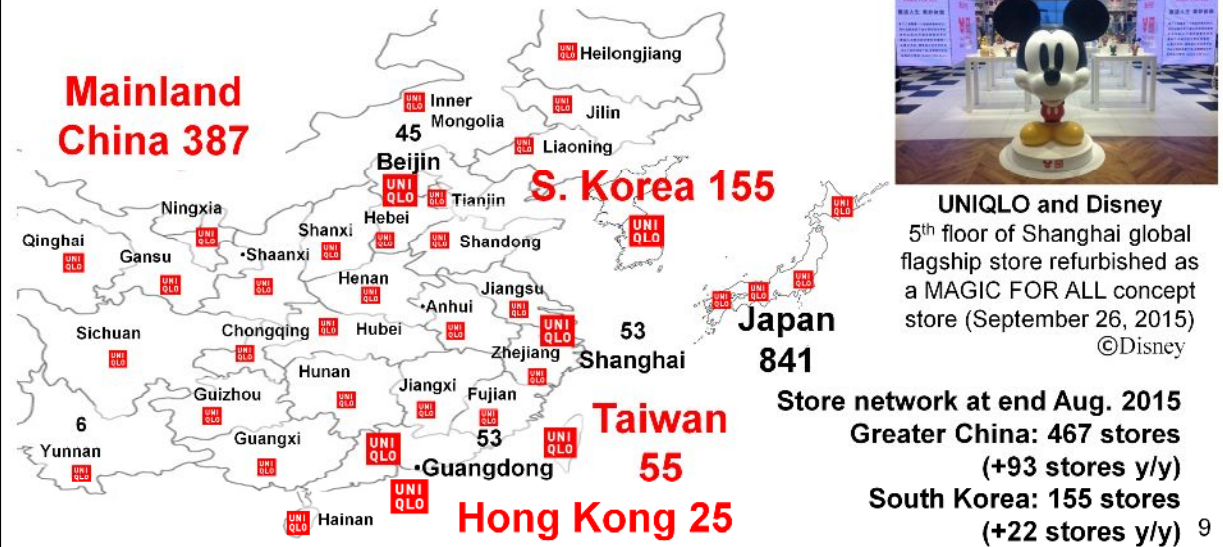 Mainland
China 387
Heilongjiang
Inner
Mongolia
Jilin
45
Liaoning
Beijin
S. Korea 155
Tianjin
Ningxia
Hebei
Shanxi
Qinghai
Gansu
•Shaanxi
Shandong
Henan
Jiangsu
•Anhui
Sichuan
Chongqing
Hubei
53
Shanghai
Zhejiang
Japan
841
Hunan
Guizhou
Jiangxi
Fujian
6
Yunnan
Guangxi
53
•Guangdong
Taiwan
55
Hainan
Hong Kong 25
UNI
QLO
UNIQLO and Disney
5th floor of Shanghai global
flagship store refurbished as
a MAGIC FOR ALL concept
store (September 26, 2015)
©Disney
Store network at end Aug. 2015
Greater China: 467 stores
(+93 stores y/y)
South Korea: 155 stores
(+22 stores y/y)
9